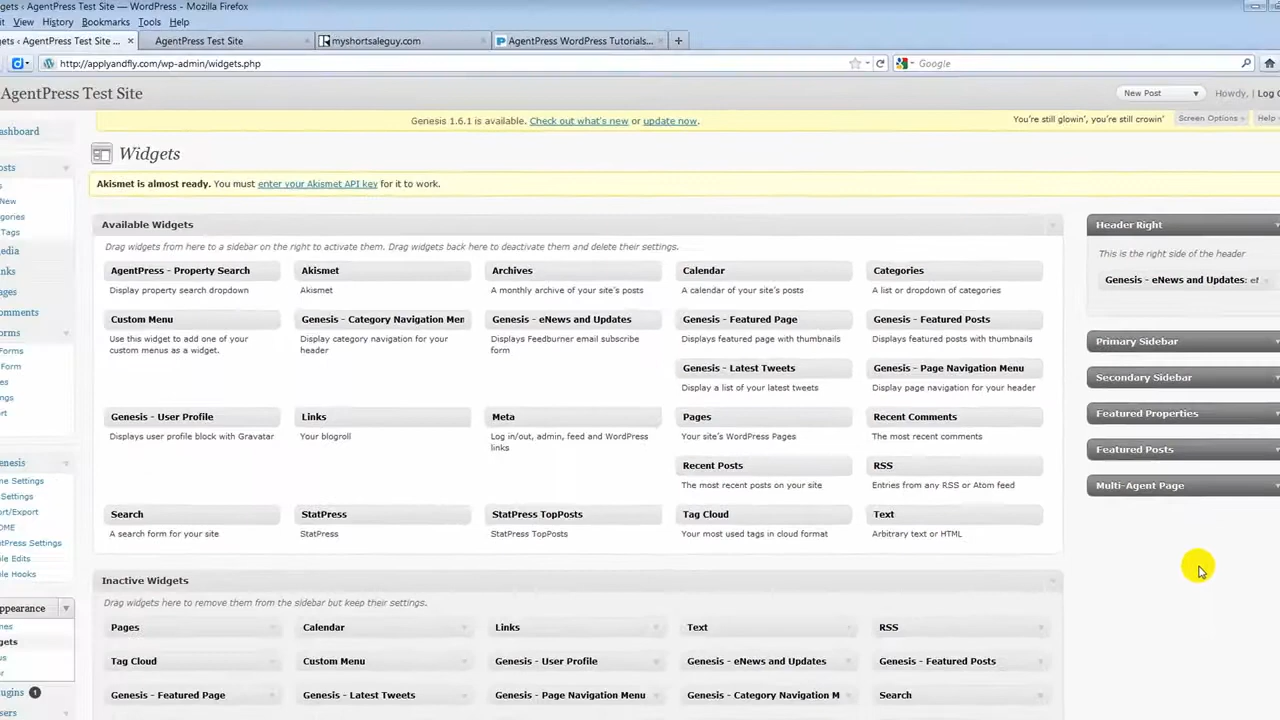 gets ‹ AgentPress Test Site — WordPress - Mozilla Firefox
it View History Bookmarks Tools Help
gets ‹ AgentPress Test Site ... AgentPress Test Site myshortsaleguy.com AgentPress WordPress Tutorials...
http://applyandfly.com/wp-admin/widgets.php Google
AgentPress Test Site New Post Howdy, | Log O
Genesis 1.6.1 is available. Check out what's new or update now. You're still glowin', you're still crowin' Screen Options Help
ashboard
Widgets
osts
Akismet is almost ready. You must enter your Akismet API key for it to work.
s
New
egories
Tags
edia
inks
ages
omments
orms
Forms
Form
es
ngs
ort
enesis
me Settings
Settings
ort/Export
OME
ntPress Settings
ple Edits
ple Hooks
ppearance
mes
gets
us
r
lugins 1
sers
Available Widgets
Drag widgets from here to a sidebar on the right to activate them. Drag widgets back here to deactivate them and delete their settings.
AgentPress - Property Search Akismet Archives Calendar Categories
Display property search dropdown Akismet A monthly archive of your site's posts A calendar of your site's posts A list or dropdown of categories
Custom Menu Genesis - Category Navigation Men Genesis - eNews and Updates Genesis - Featured Page Genesis - Featured Posts
Use this widget to add one of your Display category navigation for your Displays Feedburner email subscribe Displays featured page with thumbnails Displays featured posts with thumbnails
custom menus as a widget. header form
Genesis - Latest Tweets Genesis - Page Navigation Menu
Display a list of your latest tweets Display page navigation for your header
Genesis - User Profile Links Meta Pages Recent Comments
Displays user profile block with Gravatar Your blogroll Log in/out, admin, feed and WordPress Your site's WordPress Pages The most recent comments
links
Recent Posts RSS
The most recent posts on your site Entries from any RSS or Atom feed
Search StatPress StatPress TopPosts Tag Cloud Text
A search form for your site StatPress StatPress TopPosts Your most used tags in cloud format Arbitrary text or HTML
Inactive Widgets
Drag widgets here to remove them from the sidebar but keep their settings.
Pages Calendar Links Text RSS
Tag Cloud Custom Menu Genesis - User Profile Genesis - eNews and Updates Genesis - Featured Posts
Genesis - Featured Page Genesis - Latest Tweets Genesis - Page Navigation Menu Genesis - Category Navigation M Search
Header Right
This is the right side of the header
Genesis - eNews and Updates: ef
Primary Sidebar
Secondary Sidebar
Featured Properties
Featured Posts
Multi-Agent Page